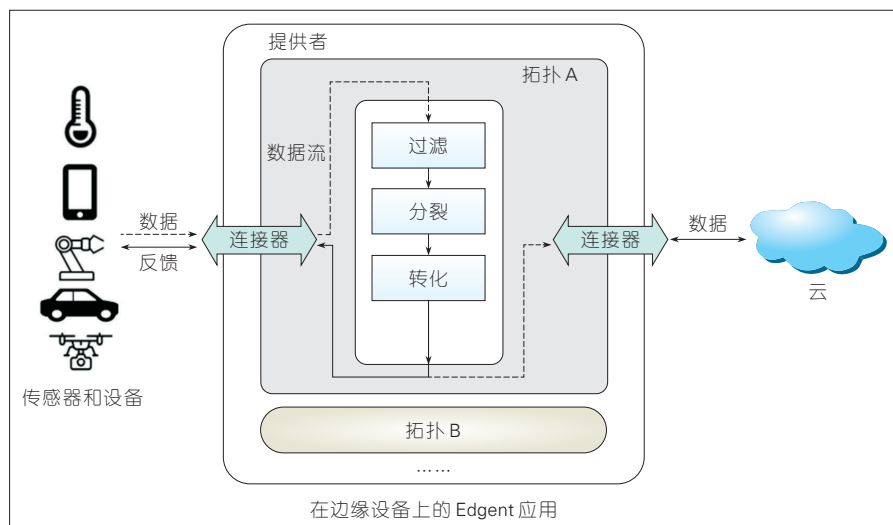 提供者
拓扑 A
数据流
过滤
分裂
转化
数据
反馈
连接器
连接器
数据
云
传感器和设备
拓扑 B
……
在边缘设备上的 Edgent 应用